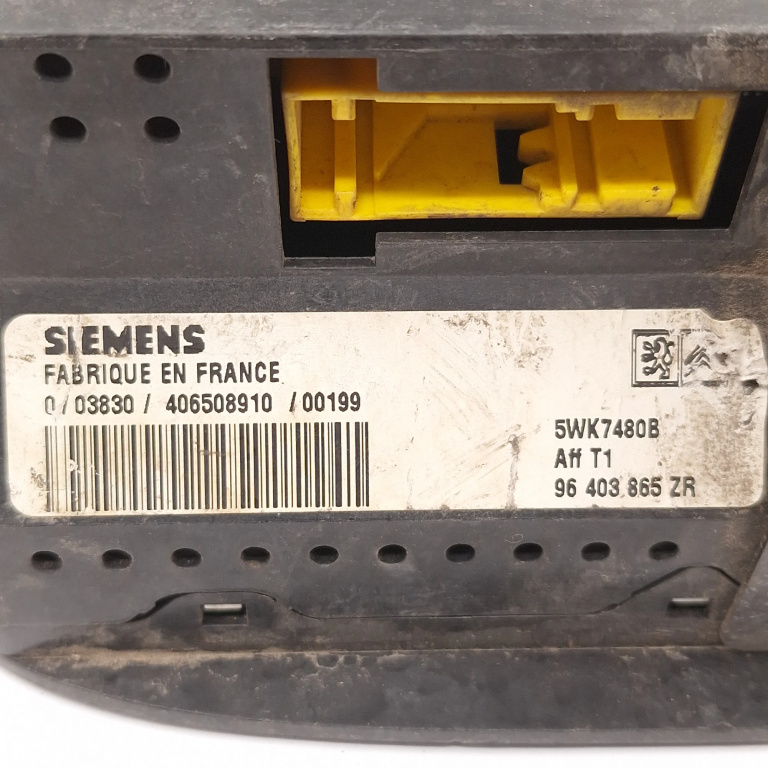 SIEMENS
FABRIQUE EN FRANCE
0/03830/ 406508910 /00199
5WK7480B
Aff T1
96 403 865 ZR